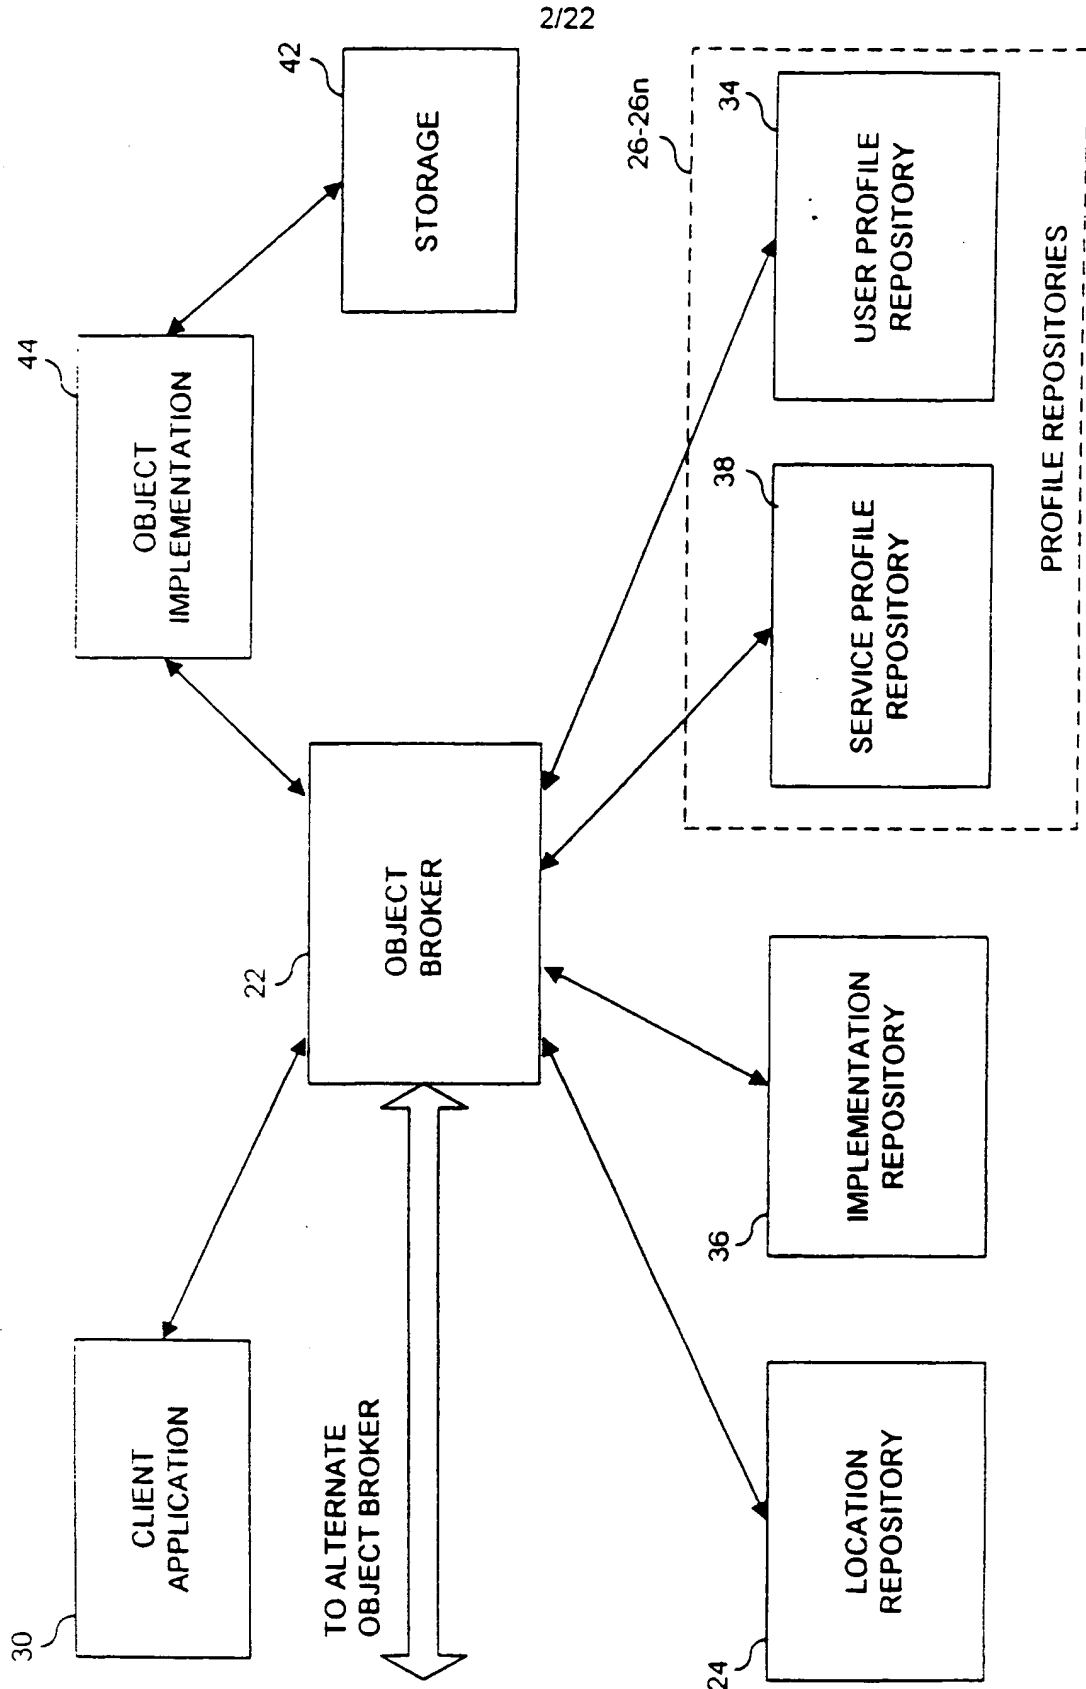 2/22
30
CLIENT
APPLICATION
44
OBJECT
IMPLEMENTATION
42
STORAGE
TO ALTERNATE
OBJECT BROKER
22
OBJECT
BROKER
24
LOCATION
REPOSITORY
36
IMPLEMENTATION
REPOSITORY
26-26n
38
SERVICE PROFILE
REPOSITORY
34
USER PROFILE
REPOSITORY
PROFILE REPOSITORIES